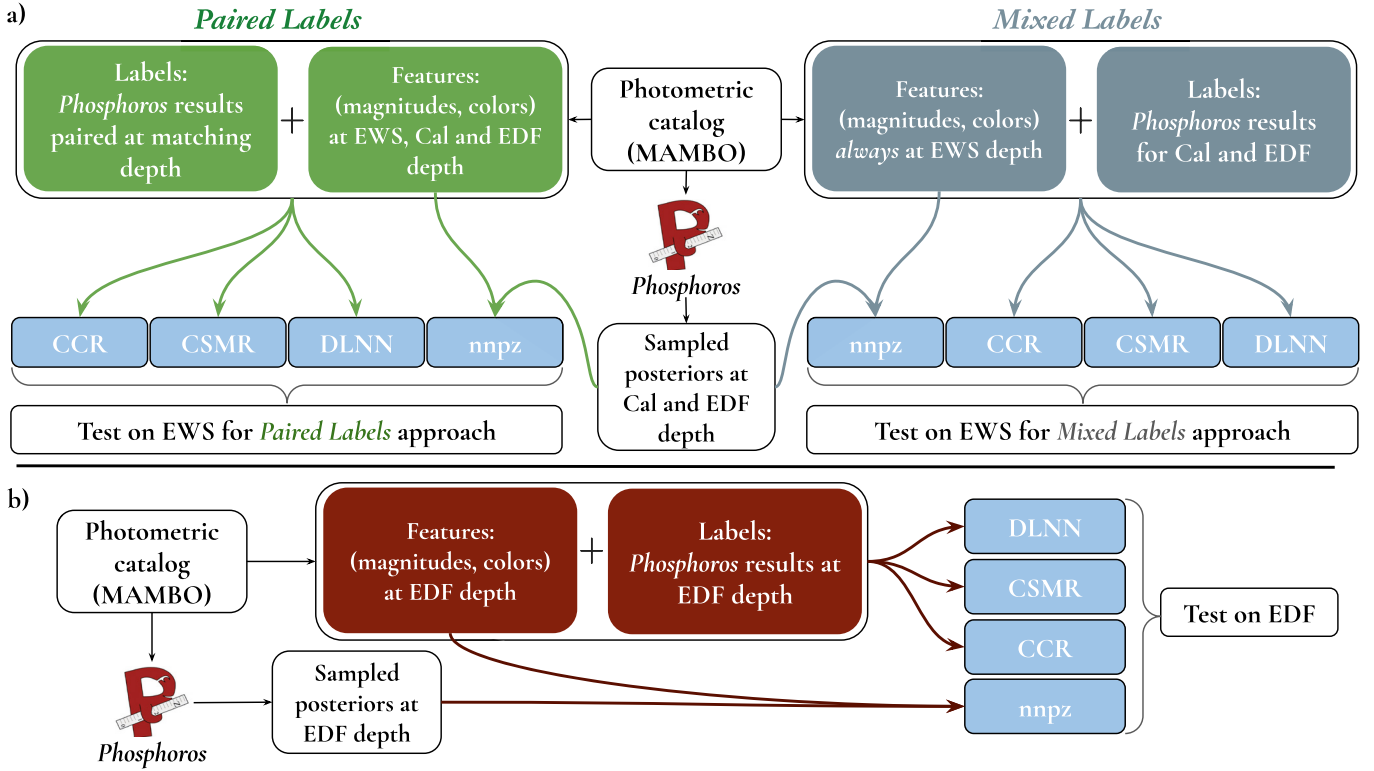 a)
Paired Labels
Mixed Labels
Labels:
Phosphoros results
paired at matching
depth
+
Features:
(magnitudes, colors)
at EWS, Cal and EDF
depth
Photometric
catalog
(MAMBO)
Features:
(magnitudes, colors)
always at EWS depth
+
Labels:
Phosphoros results
for Cal and EDF
Phosphoros
CCR
CSMR
DLNN
nnpz
Sampled
posteriors at
Cal and EDF
depth
nnpz
CCR
CSMR
DLNN
Test on EWS for Paired Labels approach
Test on EWS for Mixed Labels approach
b)
Photometric
catalog
(MAMBO)
Features:
(magnitudes, colors)
at EDF depth
+
Labels:
Phosphoros results at
EDF depth
DLNN
CSMR
CCR
nnpz
Test on EDF
Phosphoros
Sampled
posteriors at
EDF depth